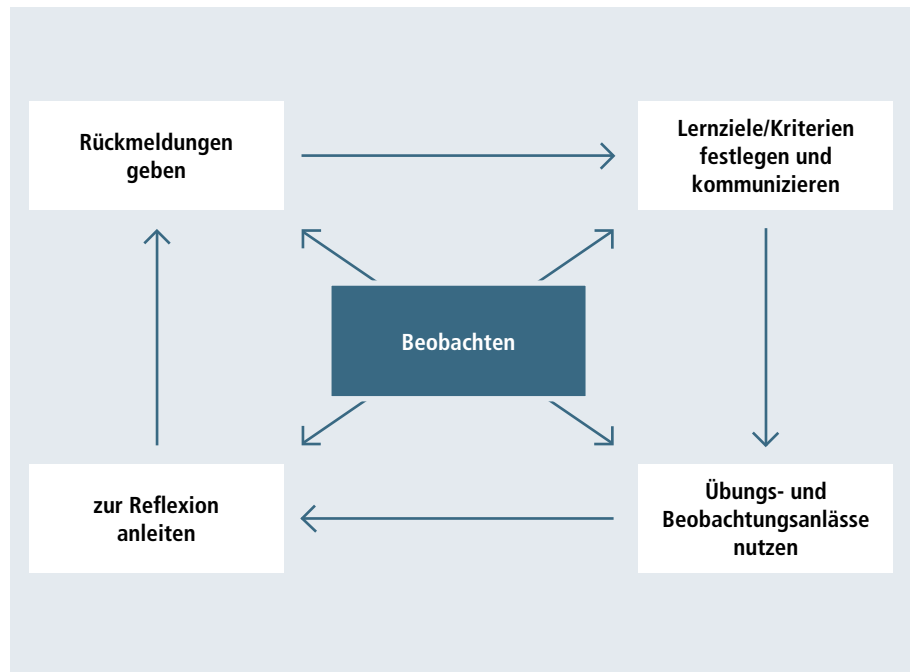 Rückmeldungen
geben
Lernziele/Kriterien
festlegen und
kommunizieren
Beobachten
zur Reflexion
anleiten
Übungs- und
Beobachtungsanlässe
nutzen